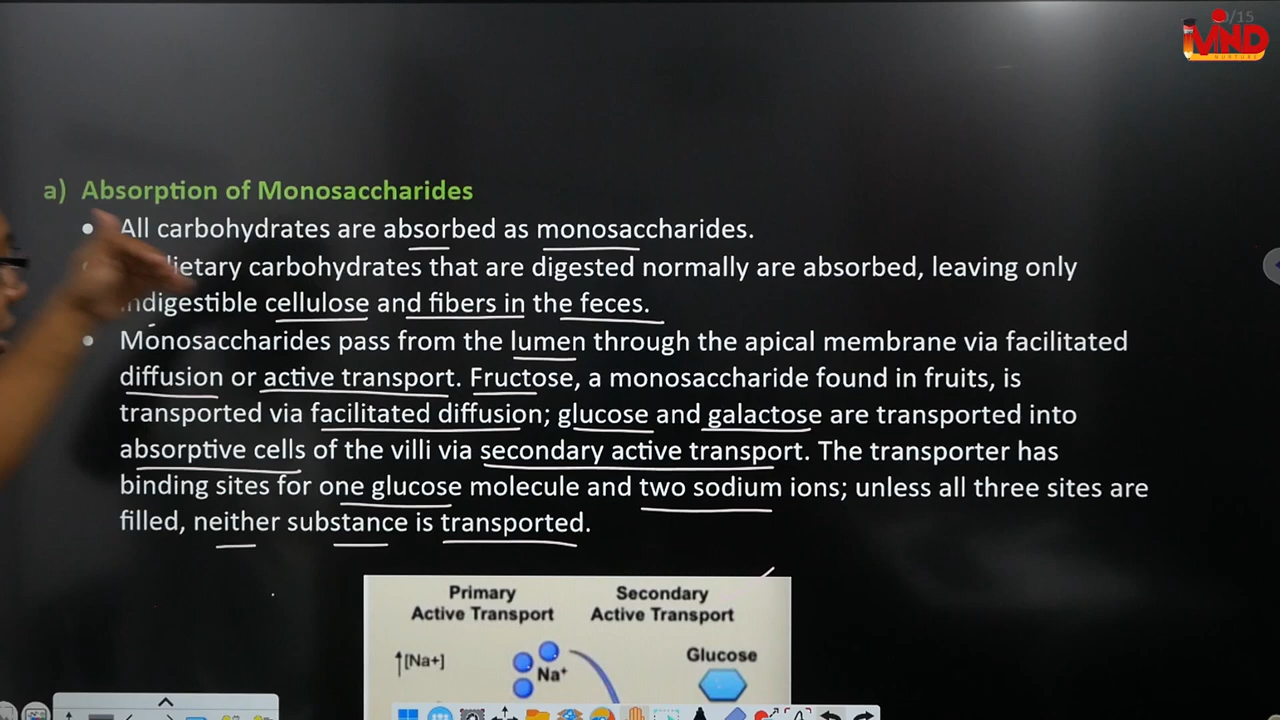 /15
MND
NURTURE
a) Absorption of Monosaccharides
• All carbohydrates are absorbed as monosaccharides.
dietary carbohydrates that are digested normally are absorbed, leaving only
indigestible cellulose and fibers in the feces.
• Monosaccharides pass from the lumen through the apical membrane via facilitated
diffusion or active transport. Fructose, a monosaccharide found in fruits, is
transported via facilitated diffusion; glucose and galactose are transported into
absorptive cells of the villi via secondary active transport. The transporter has
binding sites for one glucose molecule and two sodium ions; unless all three sites are
filled, neither substance is transported.
Primary
Active Transport
Secondary
Active Transport
↑[Na+]
Na⁺
Glucose